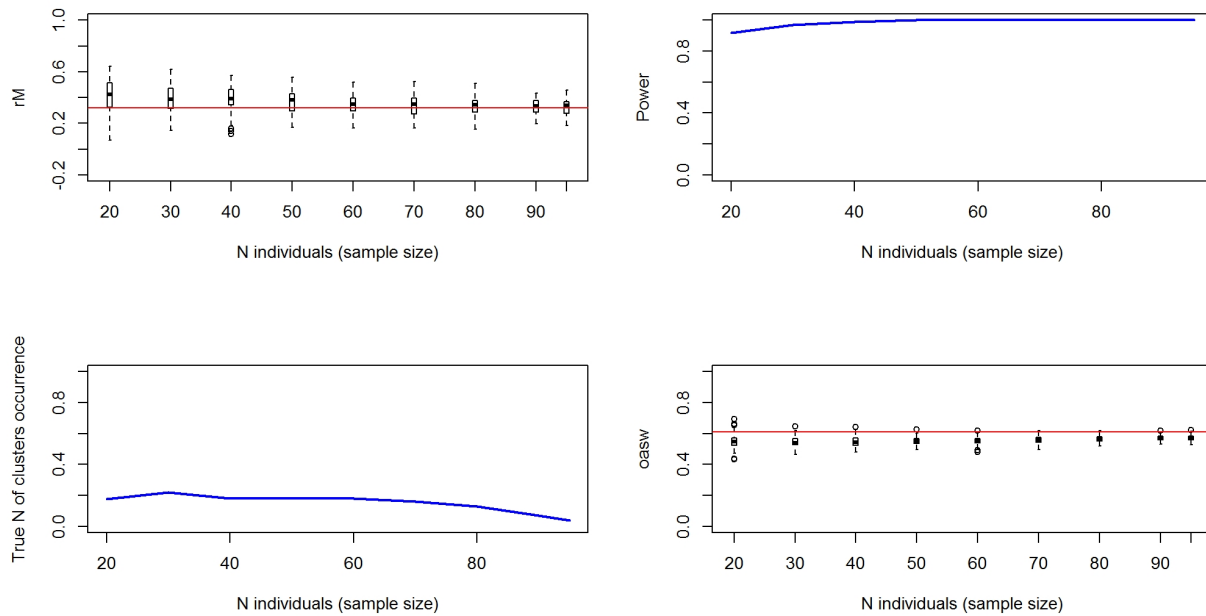 rM
-0.2
0.2
0.6
1.0
20 30 40 50 60 70 80 90
N individuals (sample size)
Power
0.0
0.4
0.8
20 40 60 80
N individuals (sample size)
True N of clusters occurrence
0.0
0.4
0.8
20 40 60 80
N individuals (sample size)
oasw
0.0
0.4
0.8
20 30 40 50 60 70 80 90
N individuals (sample size)